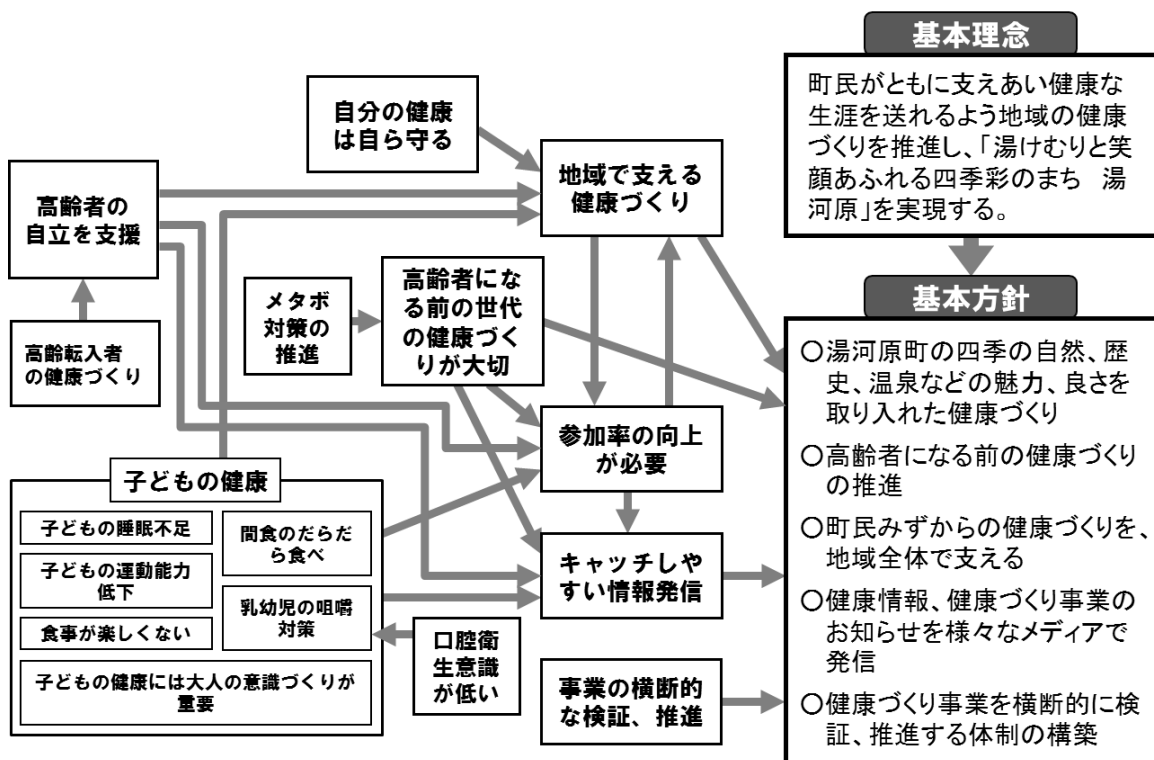 基本理念
町民がともに支えあい健康な
生涯を送れるよう地域の健康
づくりを推進し、「湯けむりと笑
顔あふれる四季彩のまち　湯
河原」を実現する。
自分の健康
は自ら守る
地域で支える
健康づくり
高齢者の
自立を支援
高齢転入者
の健康づくり
メタボ
対策の
推進
高齢者にな
る前の世代
の健康づく
りが大切
参加率の向上
が必要
キャッチしや
すい情報発信
事業の横断的
な検証、推進
子どもの健康
子どもの睡眠不足
子どもの運動能力
低下
食事が楽しくない
間食のだらだ
ら食べ
乳幼児の咀嚼
対策
子どもの健康には大人の意識づくりが
重要
口腔衛
生意識
が低い
基本方針
○湯河原町の四季の自然、歴
史、温泉などの魅力、良さを
取り入れた健康づくり
○高齢者になる前の健康づくり
の推進
○町民みずからの健康づくりを、
地域全体で支える
○健康情報、健康づくり事業の
お知らせを様々なメディアで
発信
○健康づくり事業を横断的に検
証、推進する体制の構築